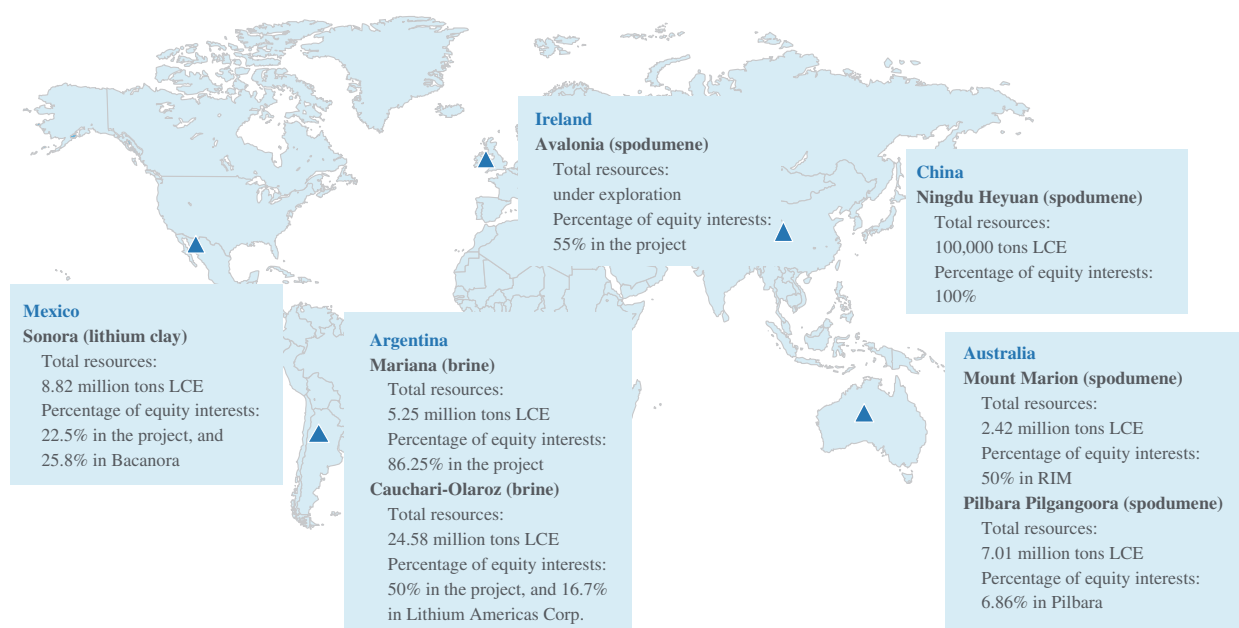 Ireland
Avalonia (spodumene)
Total resources:
under exploration
Percentage of equity interests:
55% in the project
China
Ningdu Heyuan (spodumene)
Total resources:
100,000 tons LCE
Percentage of equity interests:
100%
Mexico
Sonora (lithium clay)
Total resources:
8.82 million tons LCE
Percentage of equity interests:
22.5% in the project, and
25.8% in Bacanora
Argentina
Mariana (brine)
Total resources:
5.25 million tons LCE
Percentage of equity interests:
86.25% in the project
Cauchari-Olaroz (brine)
Total resources:
24.58 million tons LCE
Percentage of equity interests:
50% in the project, and 16.7%
in Lithium Americas Corp.
Australia
Mount Marion (spodumene)
Total resources:
2.42 million tons LCE
Percentage of equity interests:
50% in RIM
Pilbara Pilgangoora (spodumene)
Total resources:
7.01 million tons LCE
Percentage of equity interests:
6.86% in Pilbara